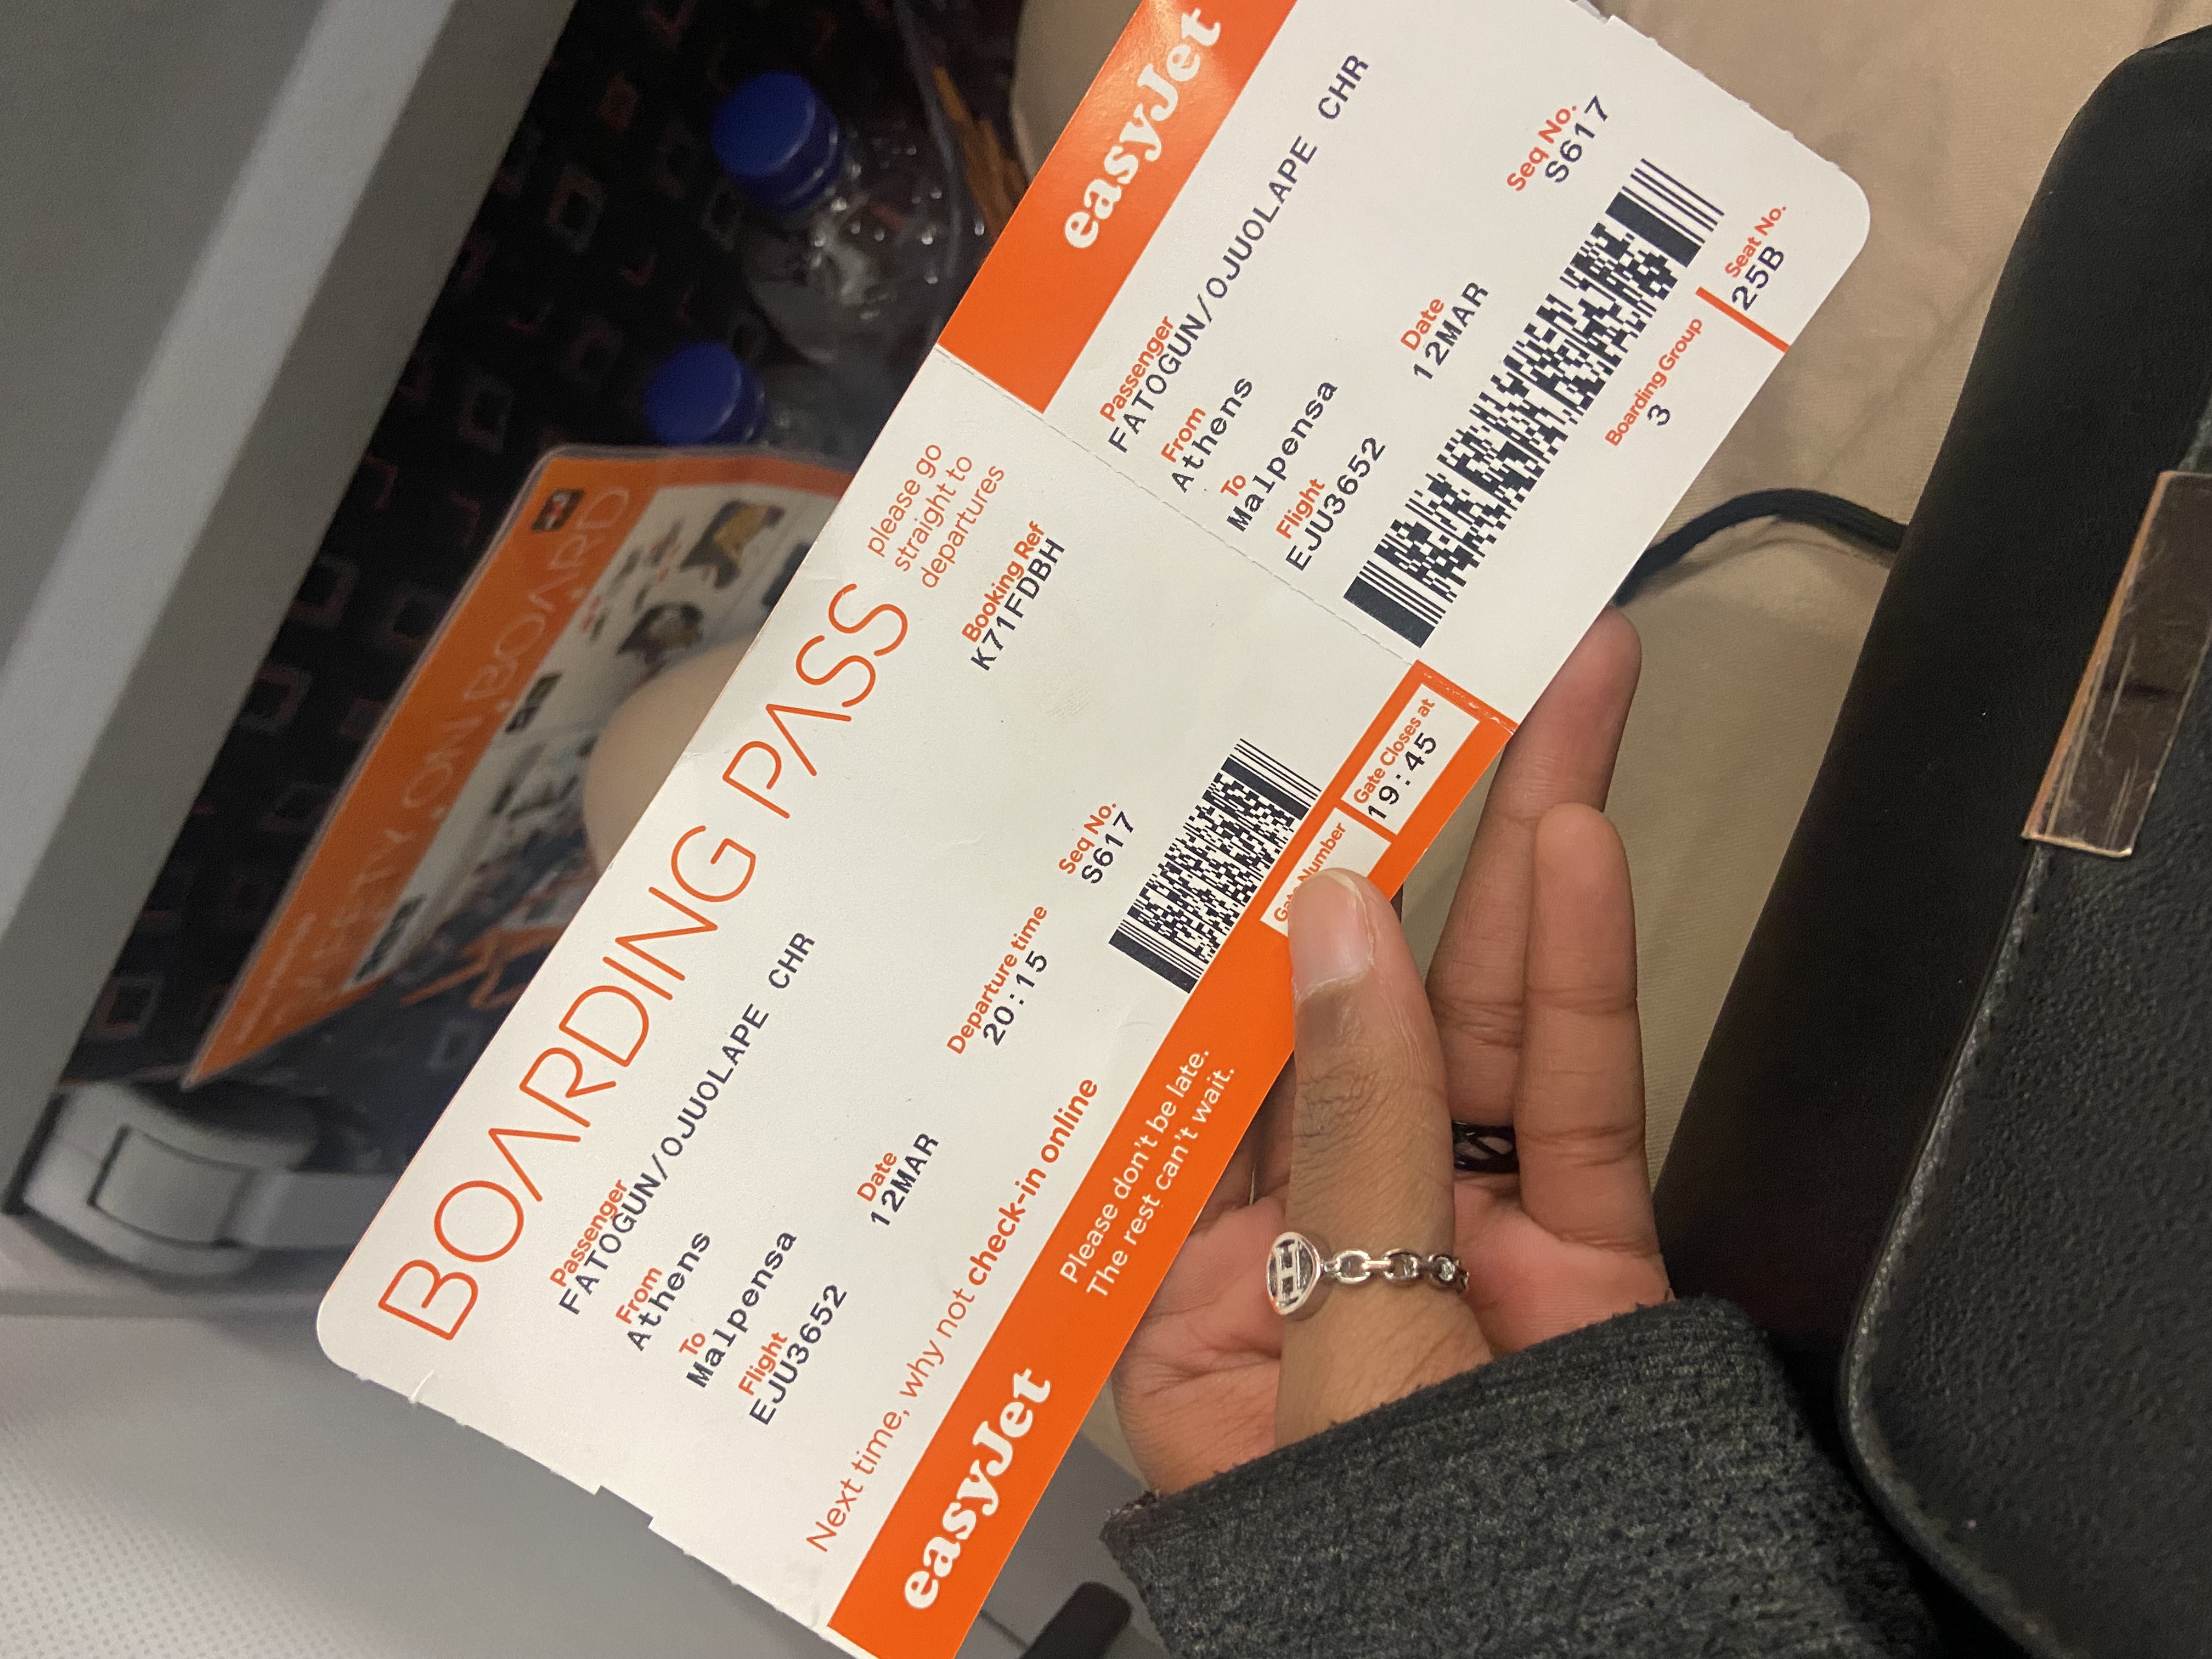 BOARDING PASS
please go
straight to
departures
Passenger
FATOGUN/OJUOLAPE CHR
From
Athens
To
Malpensa
Flight
EJU3652
Date
12MAR
Departure time
20:15
Booking Ref
K71FDBH
Seq No.
S617
Next time, why not check-in online
easyJet
Please don't be late.
The rest can't wait.
Gate Number
Gate Closes at
19:45
easyJet
Passenger
FATOGUN/OJUOLAPE CHR
From
Athens
To
Malpensa
Flight
EJU3652
Date
12MAR
Seq No.
S617
Boarding Group
3
Seat No.
25B
SAFETY ON BOARD
H